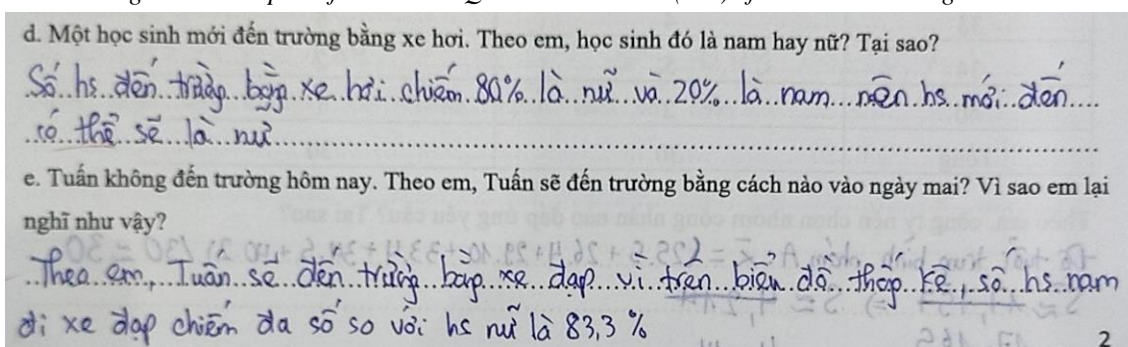 d. Một học sinh mới đến trường bằng xe hơi. Theo em, học sinh đó là nam hay nữ? Tại sao?
Số hs đến trường bằng xe hơi chiếm 80% là nữ và 20% là nam nên hs mới đến
có thể sẽ là nữ
e. Tuấn không đến trường hôm nay. Theo em, Tuấn sẽ đến trường bằng cách nào vào ngày mai? Vì sao em lại
nghĩ như vậy?
Theo em, Tuấn sẽ đến trường bằng xe đạp vì trên biểu đồ thống kê, số hs nam
đi xe đạp chiếm đa số so với hs nữ là 83,3 %
2